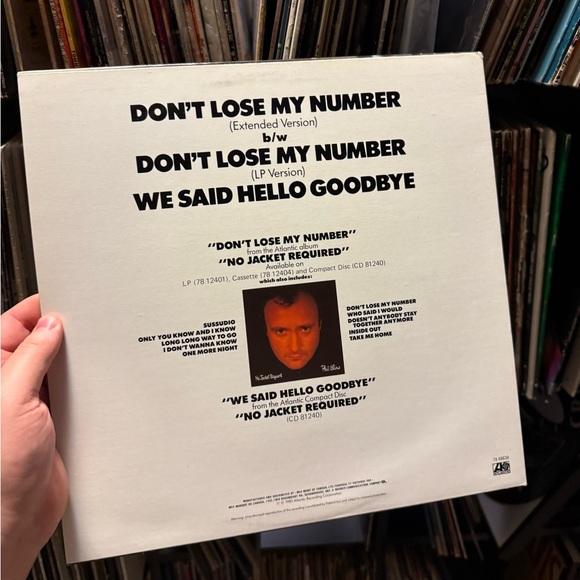 DON'T LOSE MY NUMBER
(Extended Version)
b/w
DON'T LOSE MY NUMBER
(LP Version)
WE SAID HELLO GOODBYE
"DON'T LOSE MY NUMBER"
from the Atlantic album
"NO JACKET REQUIRED"
Available on
LP (78 12401), Cassette (78 12404) and Compact Disc (CD 81240)
which also includes:
SUSSUDIO
ONLY YOU KNOW AND I KNOW
LONG LONG WAY TO GO
I DON'T WANNA KNOW
ONE MORE NIGHT
No Jacket Required
Phil Collins
DON'T LOSE MY NUMBER
WHO SAID I WOULD
DOESN'T ANYBODY STAY
TOGETHER ANYMORE
INSIDE OUT
TAKE ME HOME
"WE SAID HELLO GOODBYE"
from the Atlantic Compact Disc
"NO JACKET REQUIRED"
(CD 81240)
ATLANTIC